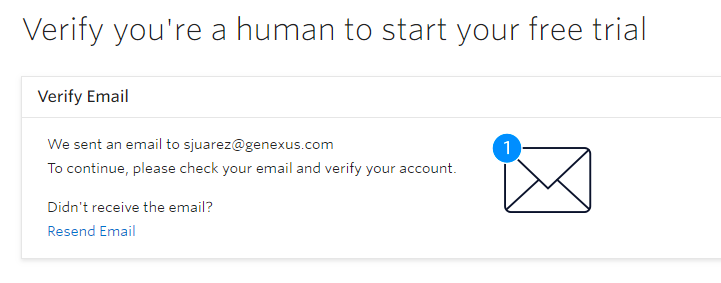 Verify you're a human to start your free trial
Verify Email
We sent an email to sjuarez@genexus.com
To continue, please check your email and verify your account.
1
Didn't receive the email?
Resend Email